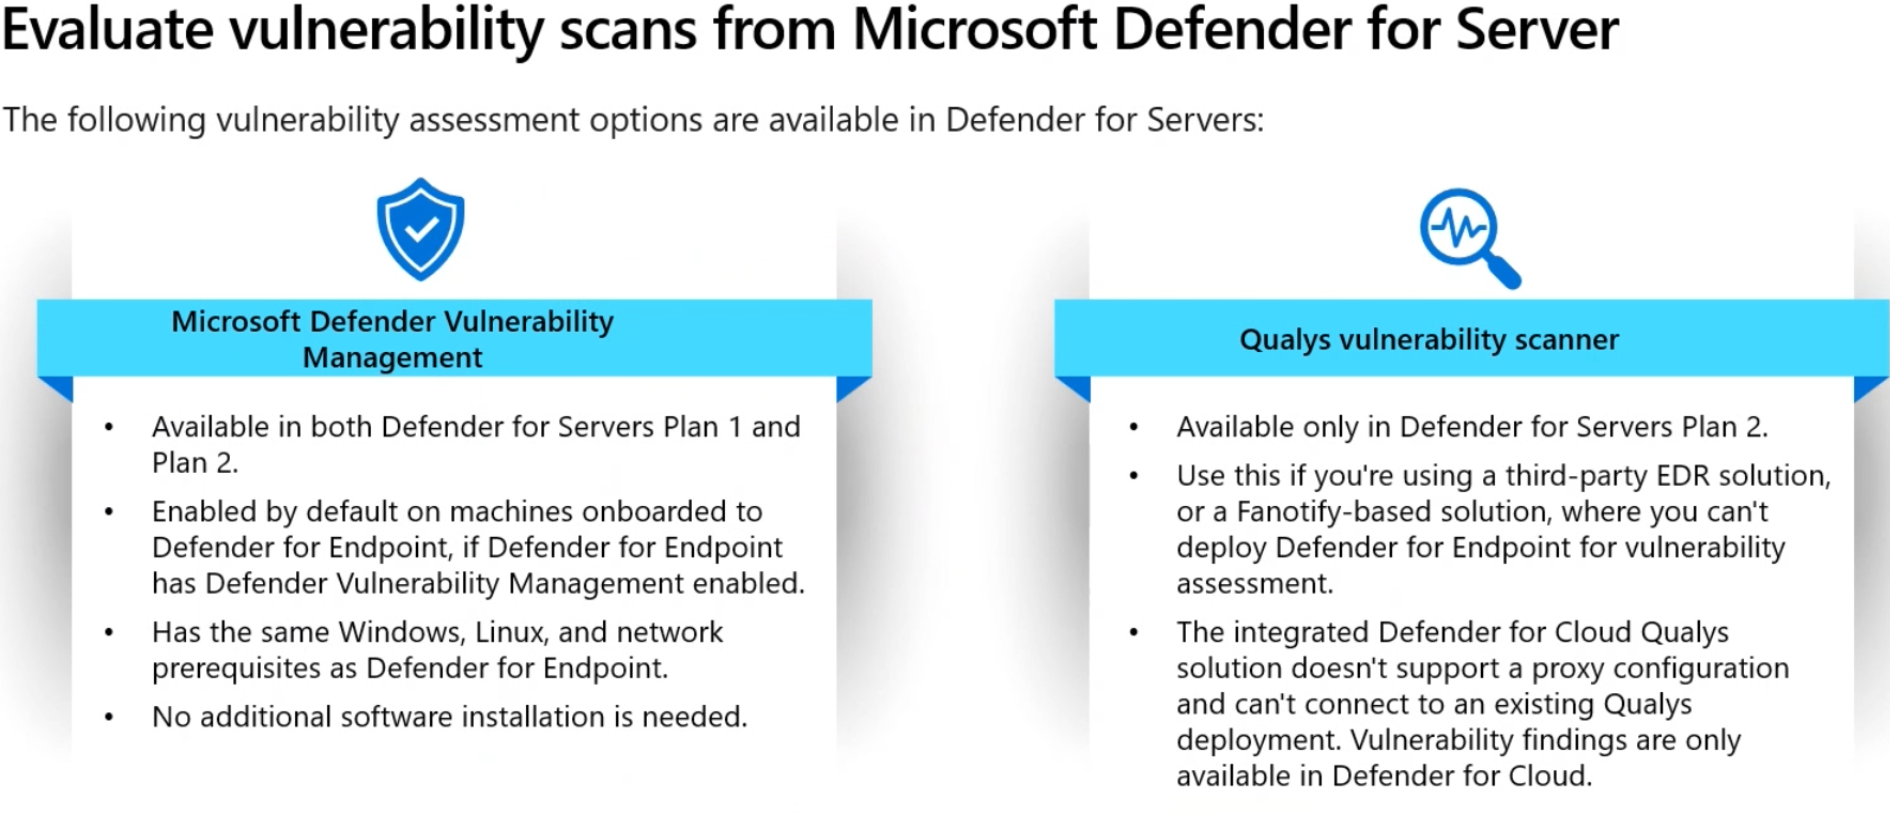 Evaluate vulnerability scans from Microsoft Defender for Server
The following vulnerability assessment options are available in Defender for Servers:
Microsoft Defender Vulnerability
Management
• Available in both Defender for Servers Plan 1 and
Plan 2.
• Enabled by default on machines onboarded to
Defender for Endpoint, if Defender for Endpoint
has Defender Vulnerability Management enabled.
• Has the same Windows, Linux, and network
prerequisites as Defender for Endpoint.
• No additional software installation is needed.
Qualys vulnerability scanner
• Available only in Defender for Servers Plan 2.
• Use this if you're using a third-party EDR solution,
or a Fanotify-based solution, where you can't
deploy Defender for Endpoint for vulnerability
assessment.
• The integrated Defender for Cloud Qualys
solution doesn't support a proxy configuration
and can't connect to an existing Qualys
deployment. Vulnerability findings are only
available in Defender for Cloud.